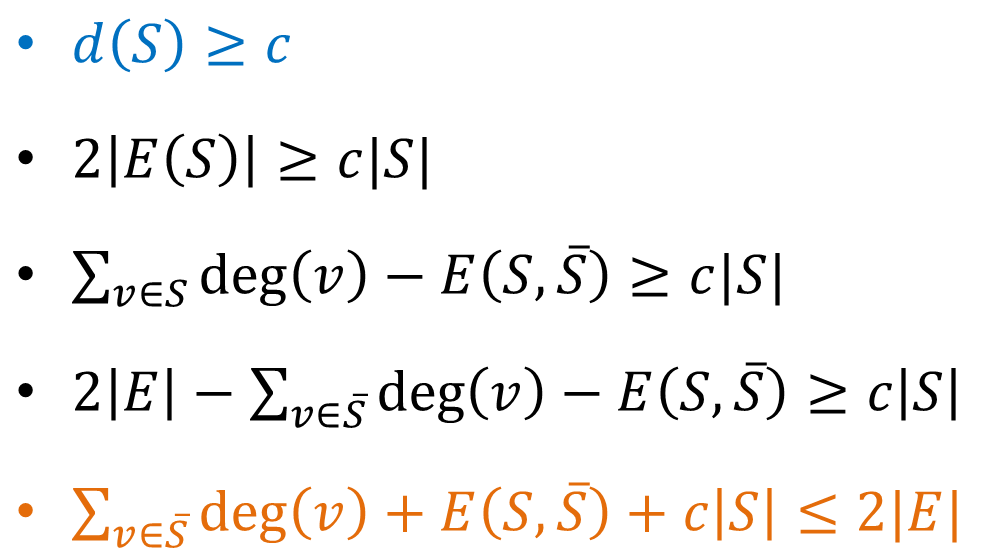 • d(S) ≥ c
• 2|E(S)| ≥ c|S|
• ∑_{v∈S} deg(v) − E(S, S̄) ≥ c|S|
• 2|E| − ∑_{v∈S̄} deg(v) − E(S, S̄) ≥ c|S|
• ∑_{v∈S̄} deg(v) + E(S, S̄) + c|S| ≤ 2|E|